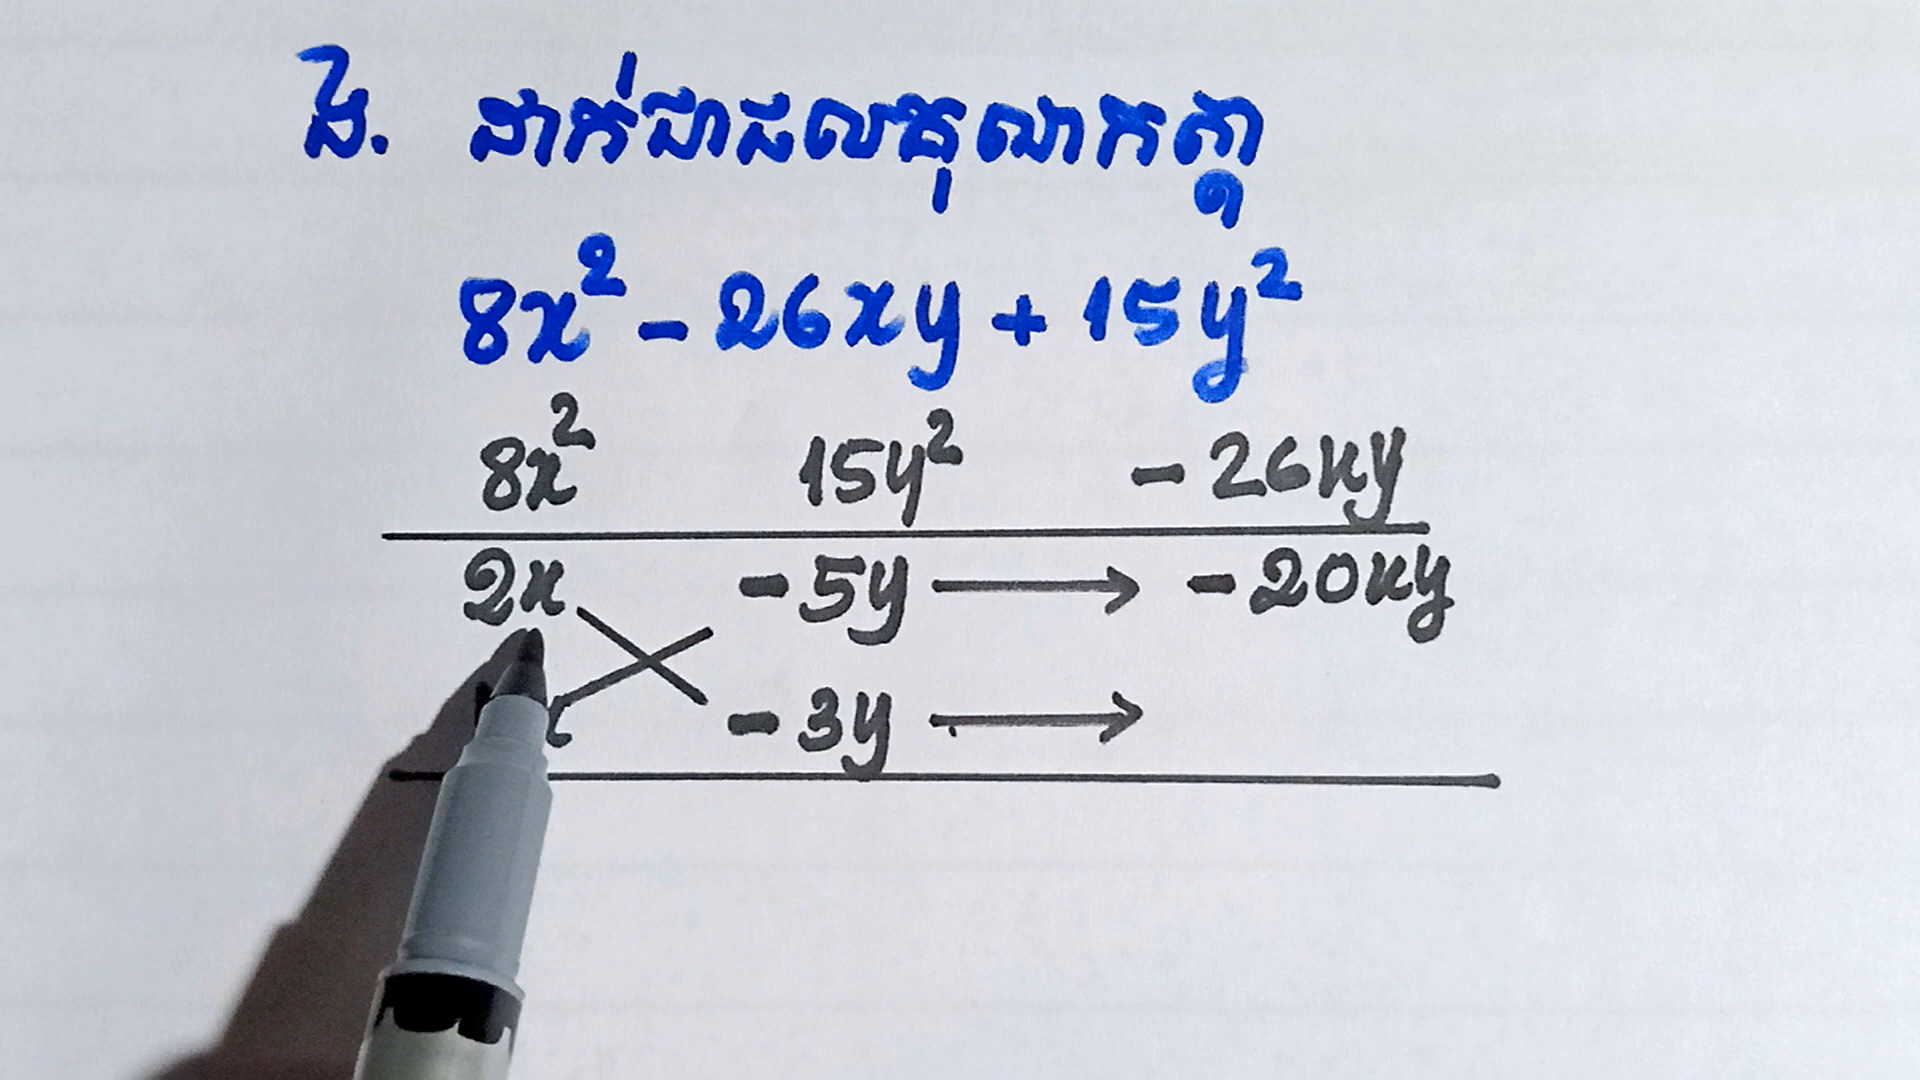 ង. ដាក់ជាផលគុណកត្តា
8x² - 26xy + 15y²
8x² 15y² - 26xy
2x - 5y → - 20xy
x - 3y →